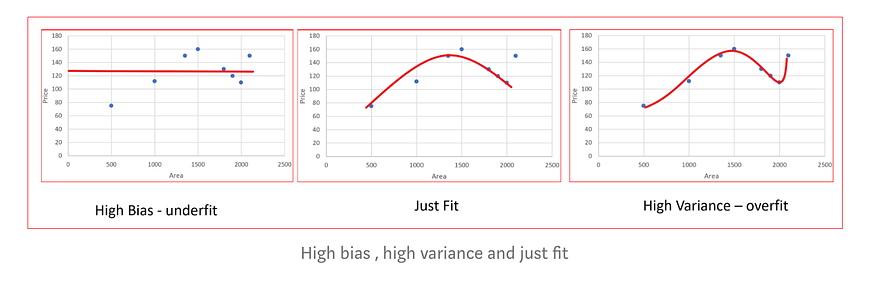 180
160
140
120
100
80
60
40
20
0
Price
0 500 1000 1500 2000 2500
Area
180
160
140
120
100
80
60
40
20
0
Price
0 500 1000 1500 2000 2500
Area
180
160
140
120
100
80
60
40
20
0
Price
0 500 1000 1500 2000 2500
Area
High Bias - underfit
Just Fit
High Variance – overfit
High bias , high variance and just fit